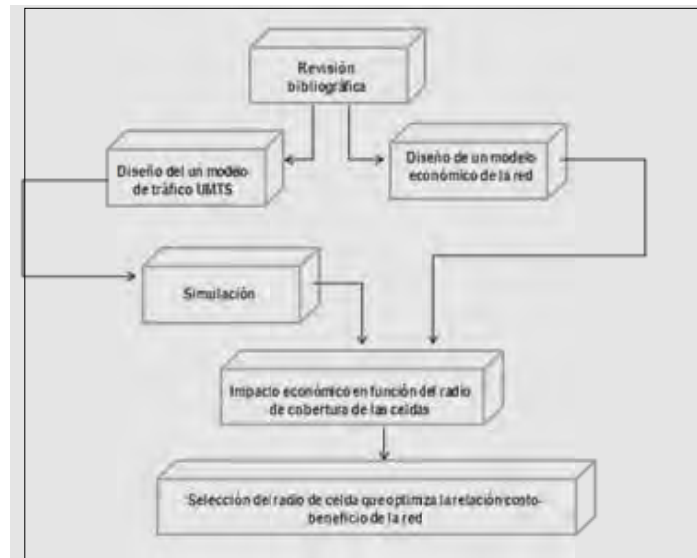 Revisión
bibliográfica
Diseño del un modelo
de tráfico UMTS
Diseño de un modelo
económico de la red
Simulación
Impacto económico en función del radio
de cobertura de las celdas
Selección del radio de celda que optimiza la relación costo-
beneficio de la red